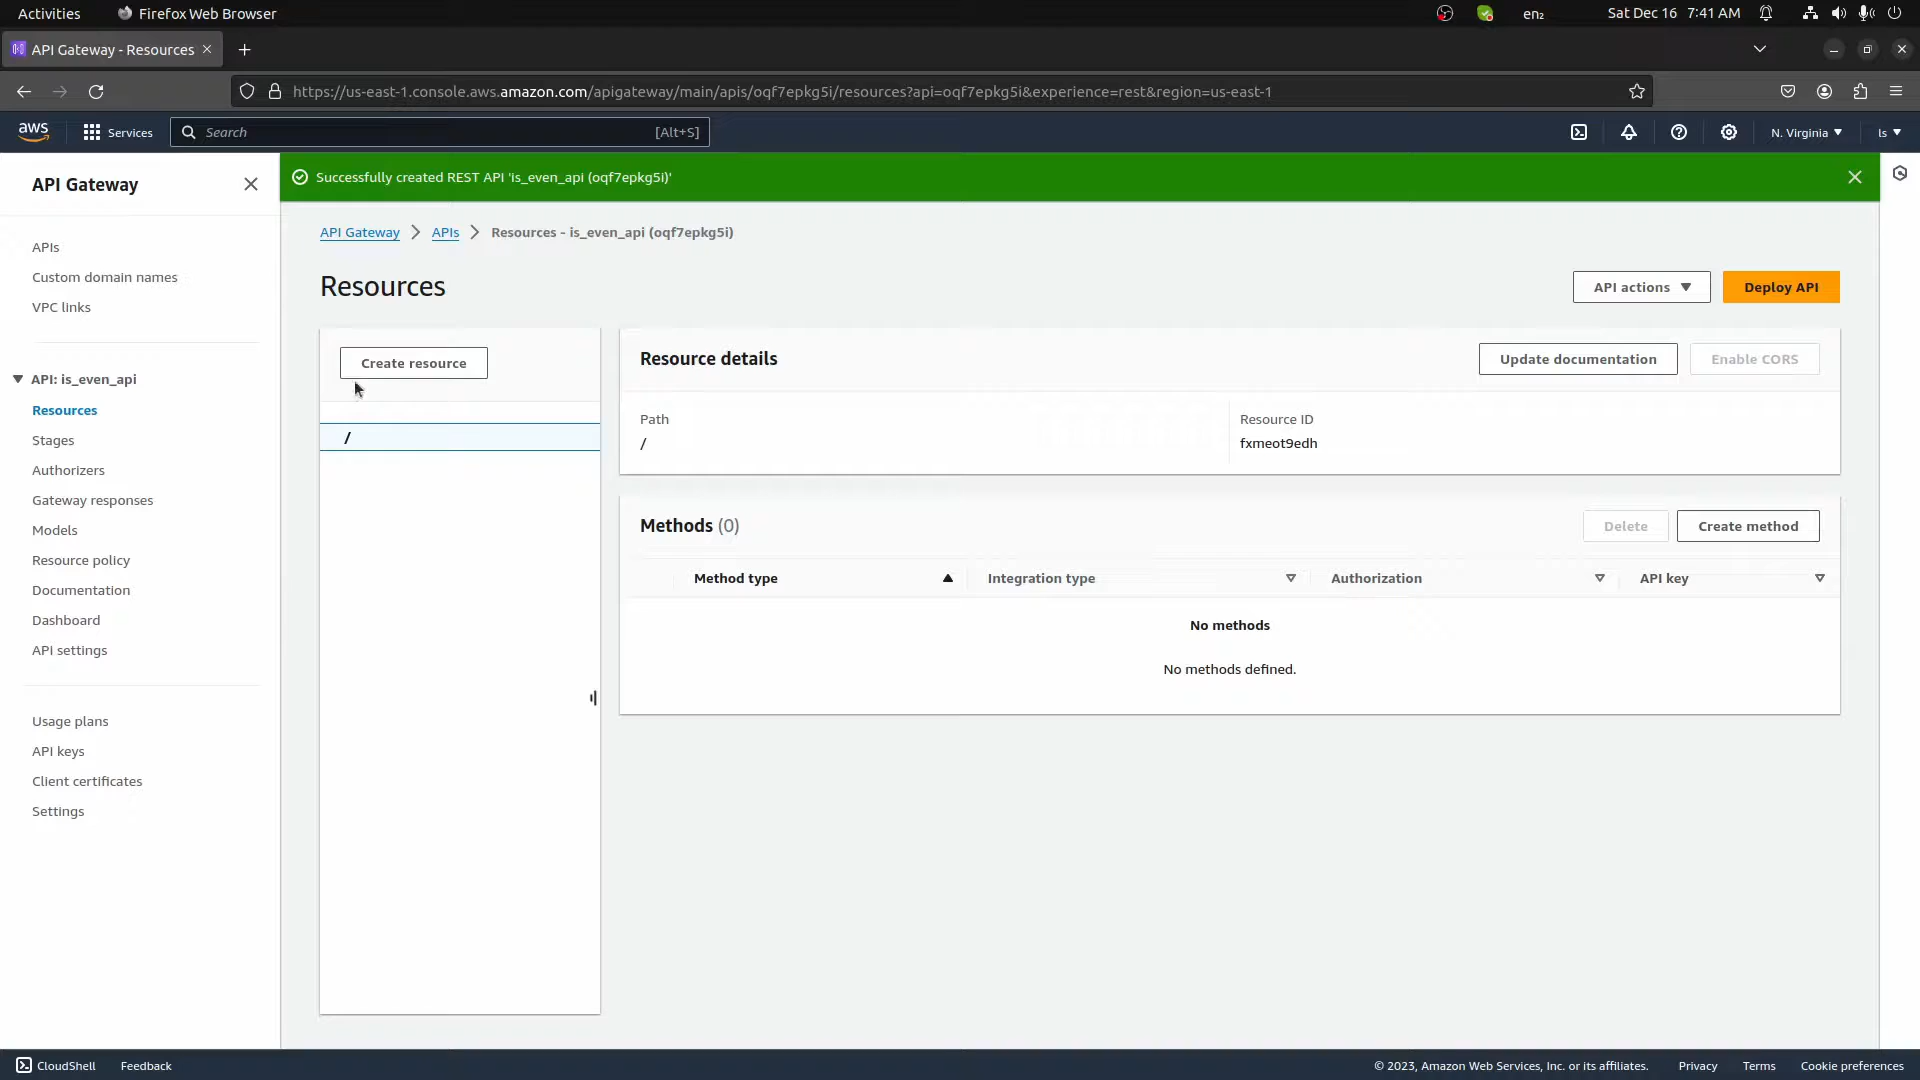 Activities
Firefox Web Browser
en₂
Sat Dec 16 7:41 AM
API Gateway - Resources
https://us-east-1.console.aws.amazon.com/apigateway/main/apis/oqf7epkg5i/resources?api=oqf7epkg5i&experience=rest&region=us-east-1
aws
Services
Search
[Alt+S]
N. Virginia
ls
API Gateway
APIs
Custom domain names
VPC links
API: is_even_api
Resources
Stages
Authorizers
Gateway responses
Models
Resource policy
Documentation
Dashboard
API settings
Usage plans
API keys
Client certificates
Settings
Successfully created REST API 'is_even_api (oqf7epkg5i)'
API Gateway
APIs
Resources - is_even_api (oqf7epkg5i)
Resources
API actions
Deploy API
Create resource
/
Resource details
Update documentation
Enable CORS
Path
/
Resource ID
fxmeot9edh
Methods (0)
Delete
Create method
Method type
Integration type
Authorization
API key
No methods
No methods defined.
CloudShell
Feedback
© 2023, Amazon Web Services, Inc. or its affiliates.
Privacy
Terms
Cookie preferences